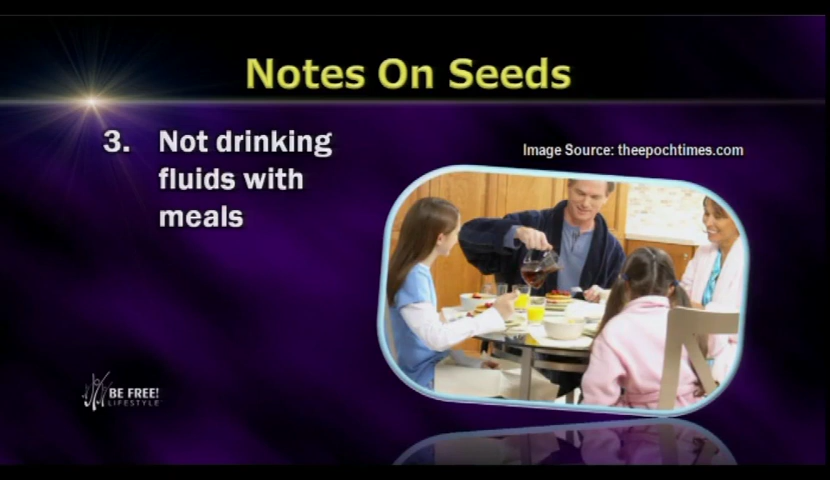 Notes On Seeds
3. Not drinking
fluids with
meals
Image Source: theepochtimes.com
BE FREE!
LIFESTYLE